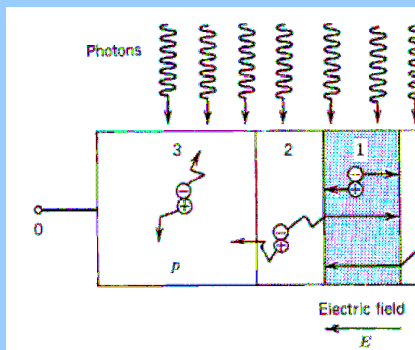 Photons
3 2 1
−
+
−
+
−
+
0
p
Electric field
E